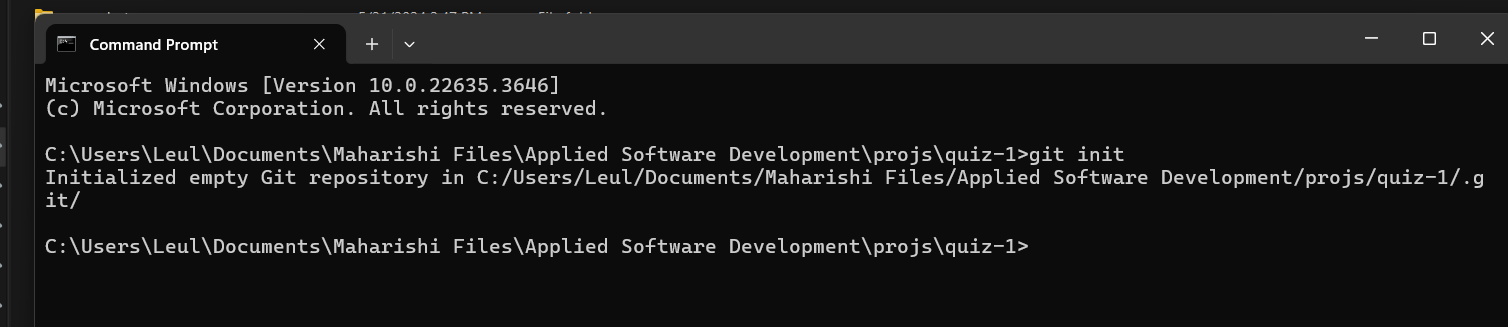 Command Prompt
Microsoft Windows [Version 10.0.22635.3646]
(c) Microsoft Corporation. All rights reserved.
C:\Users\Leul\Documents\Maharishi Files\Applied Software Development\projs\quiz-1>git init
Initialized empty Git repository in C:/Users/Leul/Documents/Maharishi Files/Applied Software Development/projs/quiz-1/.g
it/
C:\Users\Leul\Documents\Maharishi Files\Applied Software Development\projs\quiz-1>